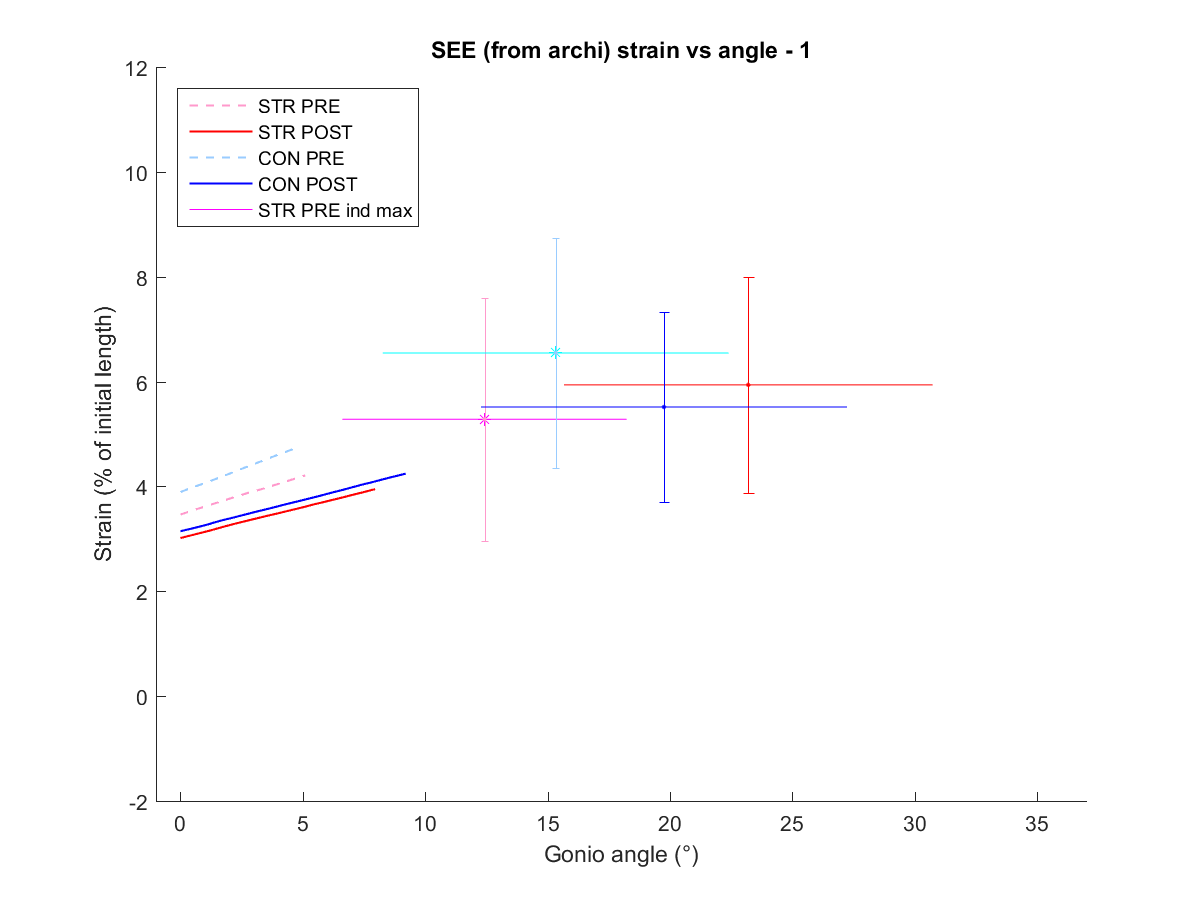 SEE (from archi) strain vs angle - 1
12
10
8
6
4
2
0
-2
Strain (% of initial length)
STR PRE
STR POST
CON PRE
CON POST
STR PRE ind max
0 5 10 15 20 25 30 35
Gonio angle (°)